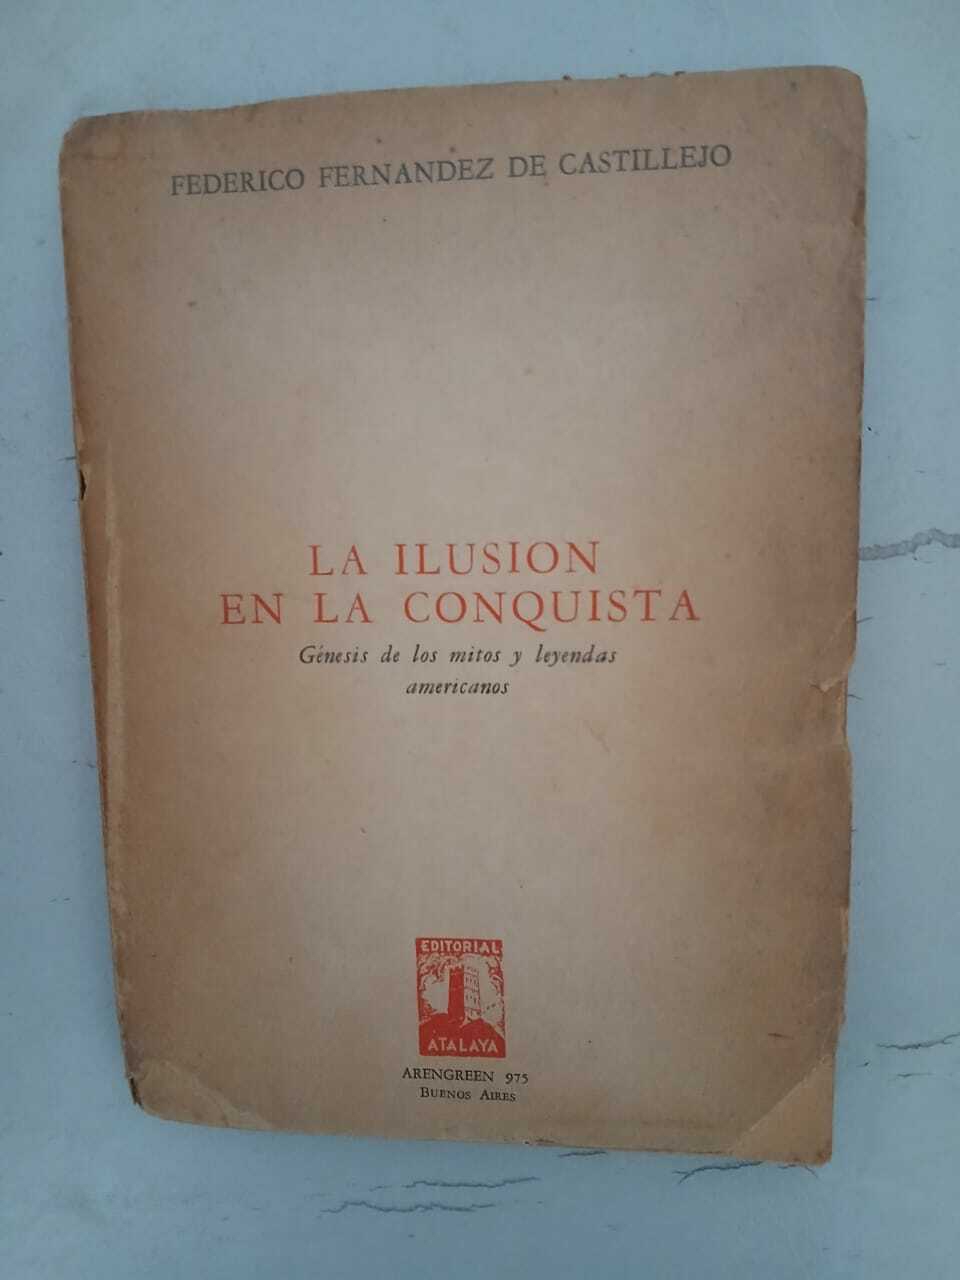 FEDERICO FERNANDEZ DE CASTILLEJO
LA ILUSION
EN LA CONQUISTA
Génesis de los mitos y leyendas
americanos
EDITORIAL
ATALAYA
ARENGREEN 975
BUENOS AIRES